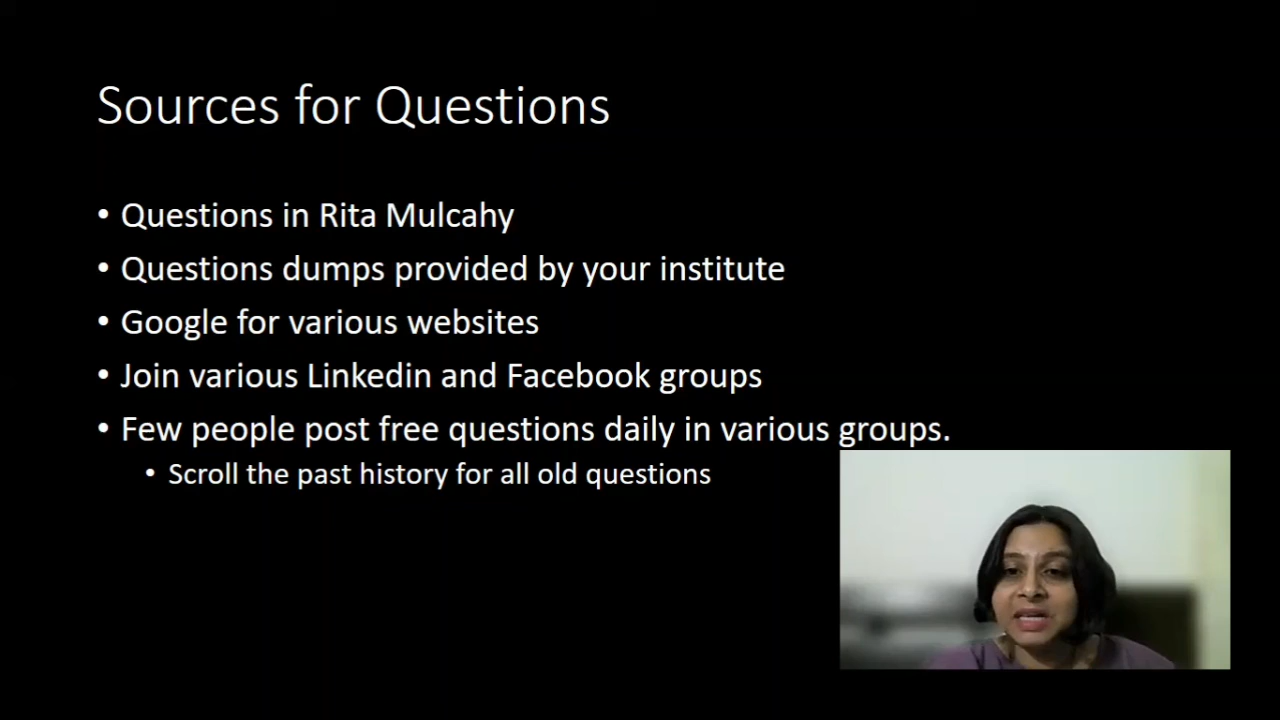 Sources for Questions
• Questions in Rita Mulcahy
• Questions dumps provided by your institute
• Google for various websites
• Join various Linkedin and Facebook groups
• Few people post free questions daily in various groups.
• Scroll the past history for all old questions